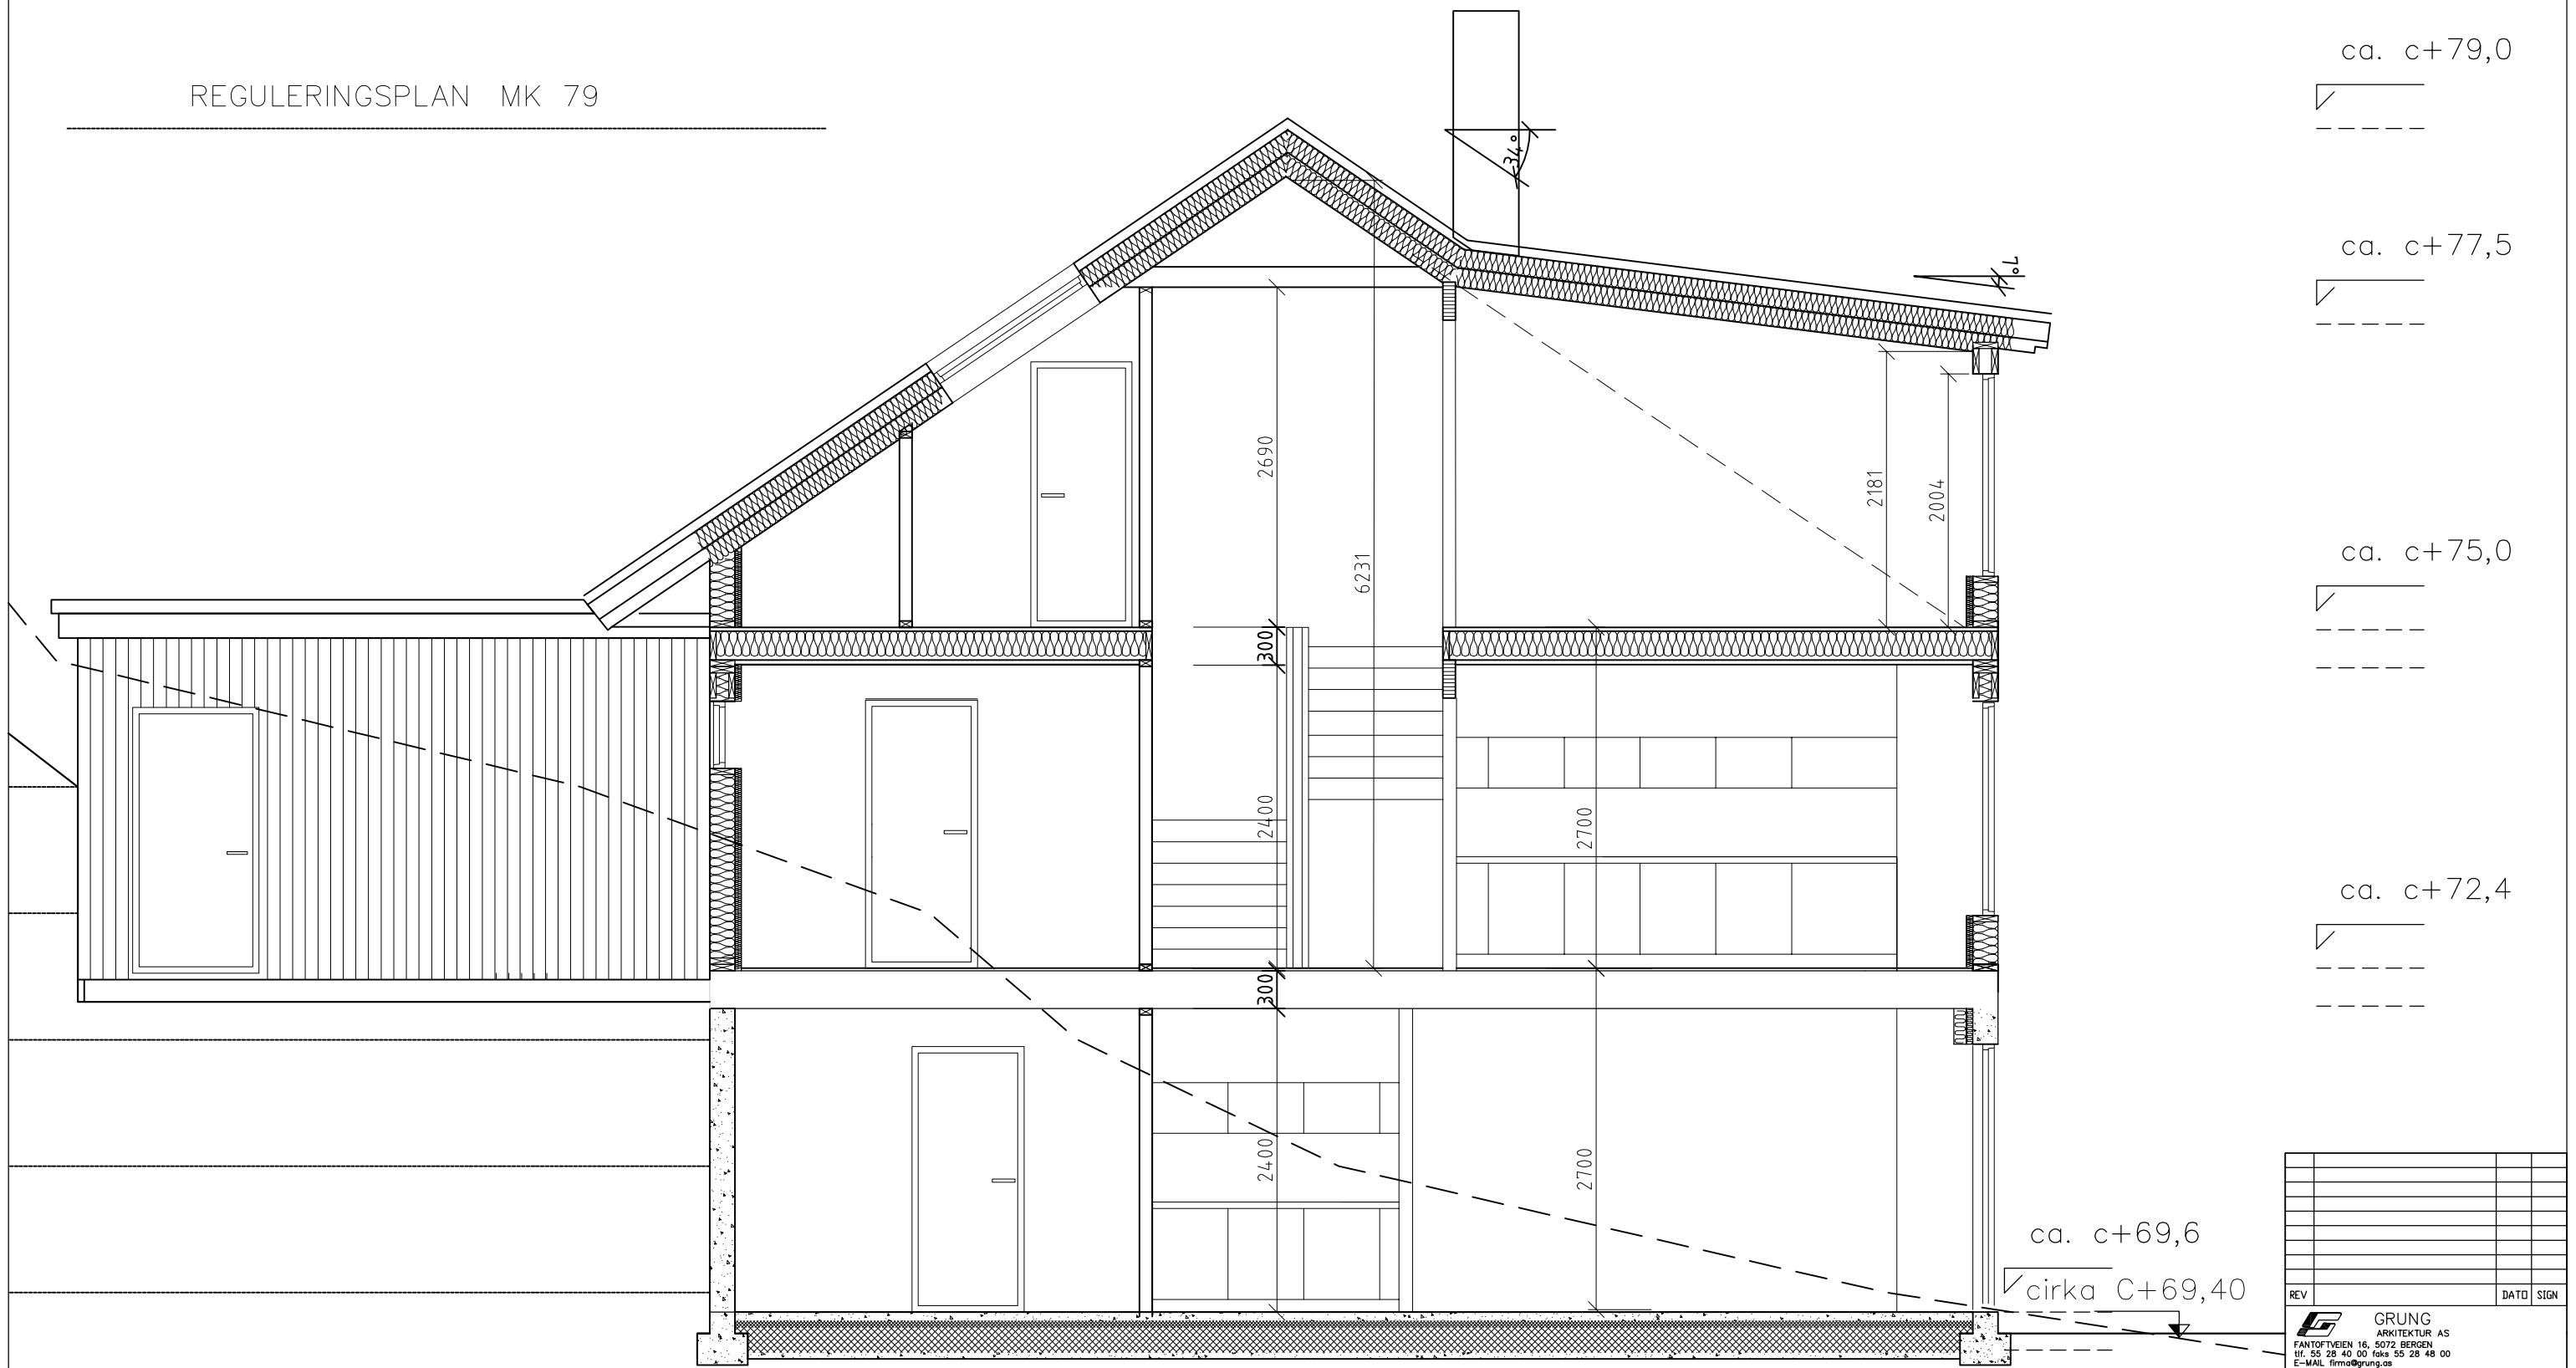 ca. c+79,0
REGULERINGSPLAN MK 79
34°
ca. c+77,5
7°
2690
2181
2004
ca. c+75,0
6231
300
2400
2700
ca. c+72,4
300
2400
2700
ca. c+69,6
cirka C+69,40
REV DATO SIGN
GRUNG
ARKITEKTUR AS
FANTOFTVEIEN 16, 5072 BERGEN
tlf. 55 28 40 00 faks 55 28 48 00
E-MAIL firma@grung.as